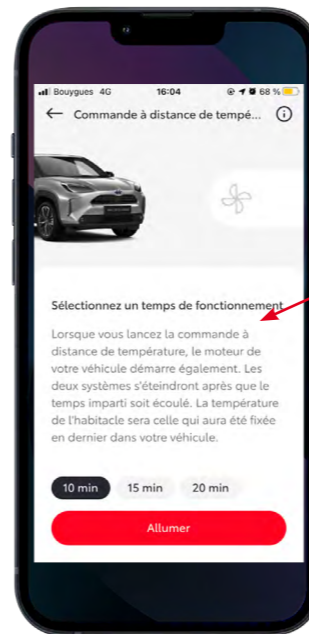 Bouygues 4G 16:04 68 %
Commande à distance de tempé...
Sélectionnez un temps de fonctionnement
Lorsque vous lancez la commande à
distance de température, le moteur de
votre véhicule démarre également. Les
deux systèmes s'éteindront après que le
temps imparti soit écoulé. La température
de l'habitacle sera celle qui aura été fixée
en dernier dans votre véhicule.
10 min 15 min 20 min
Allumer